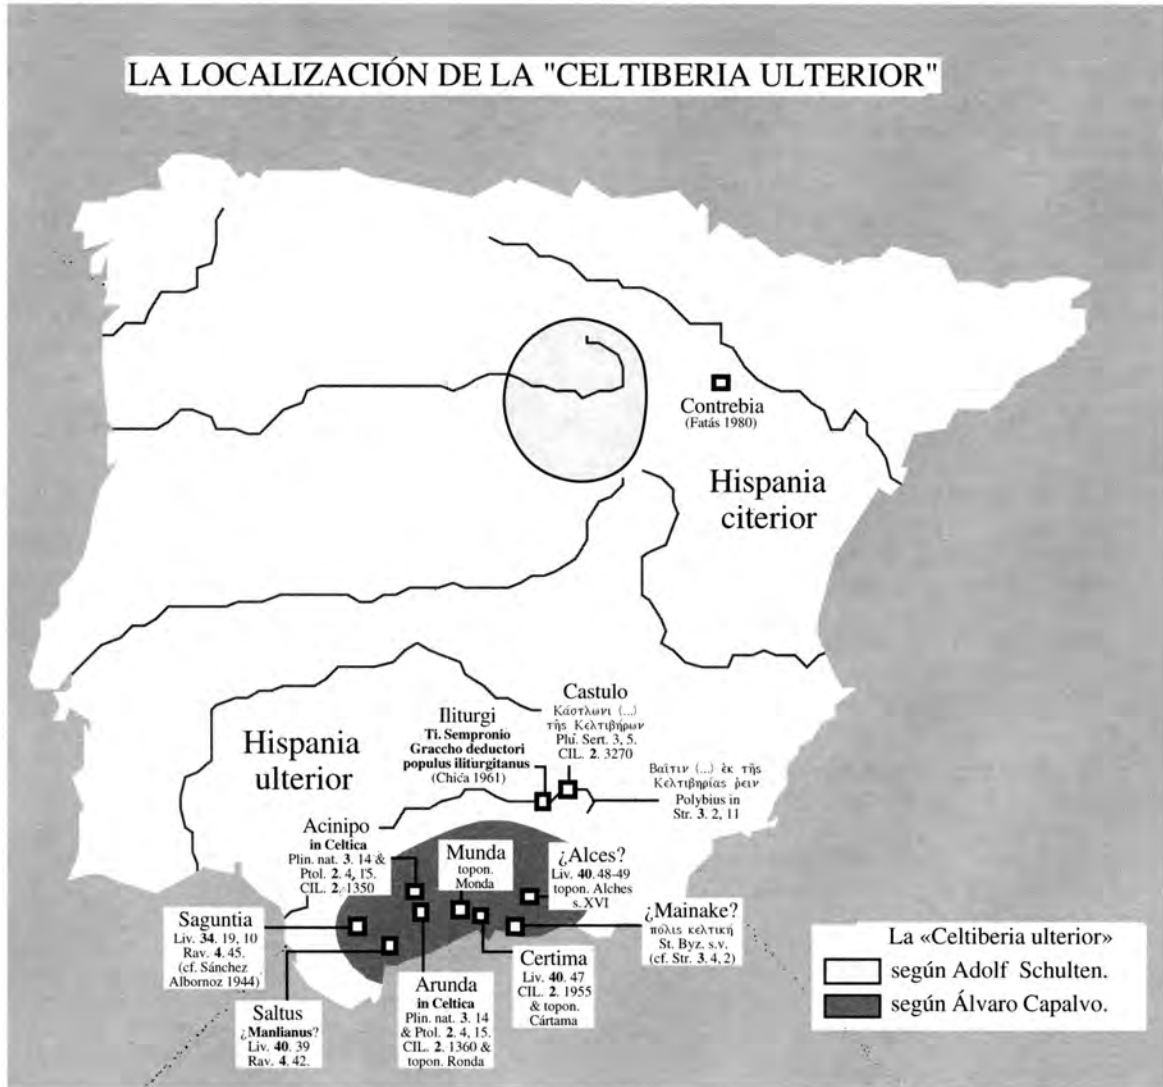 LA LOCALIZACIÓN DE LA "CELTIBERIA ULTERIOR"
Contrebia
(Fatás 1980)
Hispania
citerior
Castulo
Κάστλωνι (...)
τῆς Κελτιβήρων
Plu. Sert. 3, 5.
CIL. 2. 3270
Iliturgi
Ti. Sempronio
Graccho deductori
populus iliturgitanus
(Chica 1961)
Hispania
ulterior
Βαῖτιν (...) ἐκ τῆς
Κελτιβηρίας ῥειν
Polybius in
Str. 3. 2, 11
Acinipo
in Celtica
Plin. nat. 3. 14 &
Ptol. 2. 4, 15.
CIL. 2. 1350
Munda
topon.
Monda
¿Alces?
Liv. 40. 48-49
topon. Alches
s. XVI
Saguntia
Liv. 34. 19, 10
Rav. 4. 45.
(cf. Sánchez
Albornoz 1944)
¿Mainake?
πόλις κελτική
St. Byz. s.v.
(cf. Str. 3. 4, 2)
Saltus
¿Manlianus?
Liv. 40. 39
Rav. 4. 42.
Arunda
in Celtica
Plin. nat. 3. 14
& Ptol. 2. 4, 15.
CIL. 2. 1360 &
topon. Ronda
Certima
Liv. 40. 47
CIL. 2. 1955
& topon.
Cártama
La «Celtiberia ulterior»
según Adolf Schulten.
según Álvaro Capalvo.